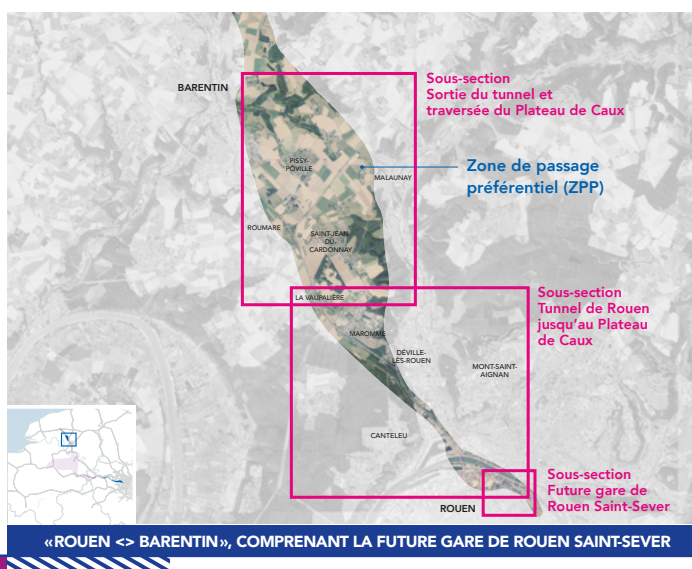 BARENTIN
Sous-section
Sortie du tunnel et
traversée du Plateau de Caux
PISSY-
PÔVILLE
Zone de passage
préférentiel (ZPP)
MALAUNAY
ROUMARE
SAINT-JEAN
DU-
CARDONNAY
LA VAUPALIÈRE
Sous-section
Tunnel de Rouen
jusqu'au Plateau
de Caux
MAROMME
DÉVILLE-
LÈS-ROUEN
MONT-SAINT-
AIGNAN
CANTELEU
Sous-section
Future gare de
Rouen Saint-Sever
ROUEN
«ROUEN <> BARENTIN», COMPRENANT LA FUTURE GARE DE ROUEN SAINT-SEVER